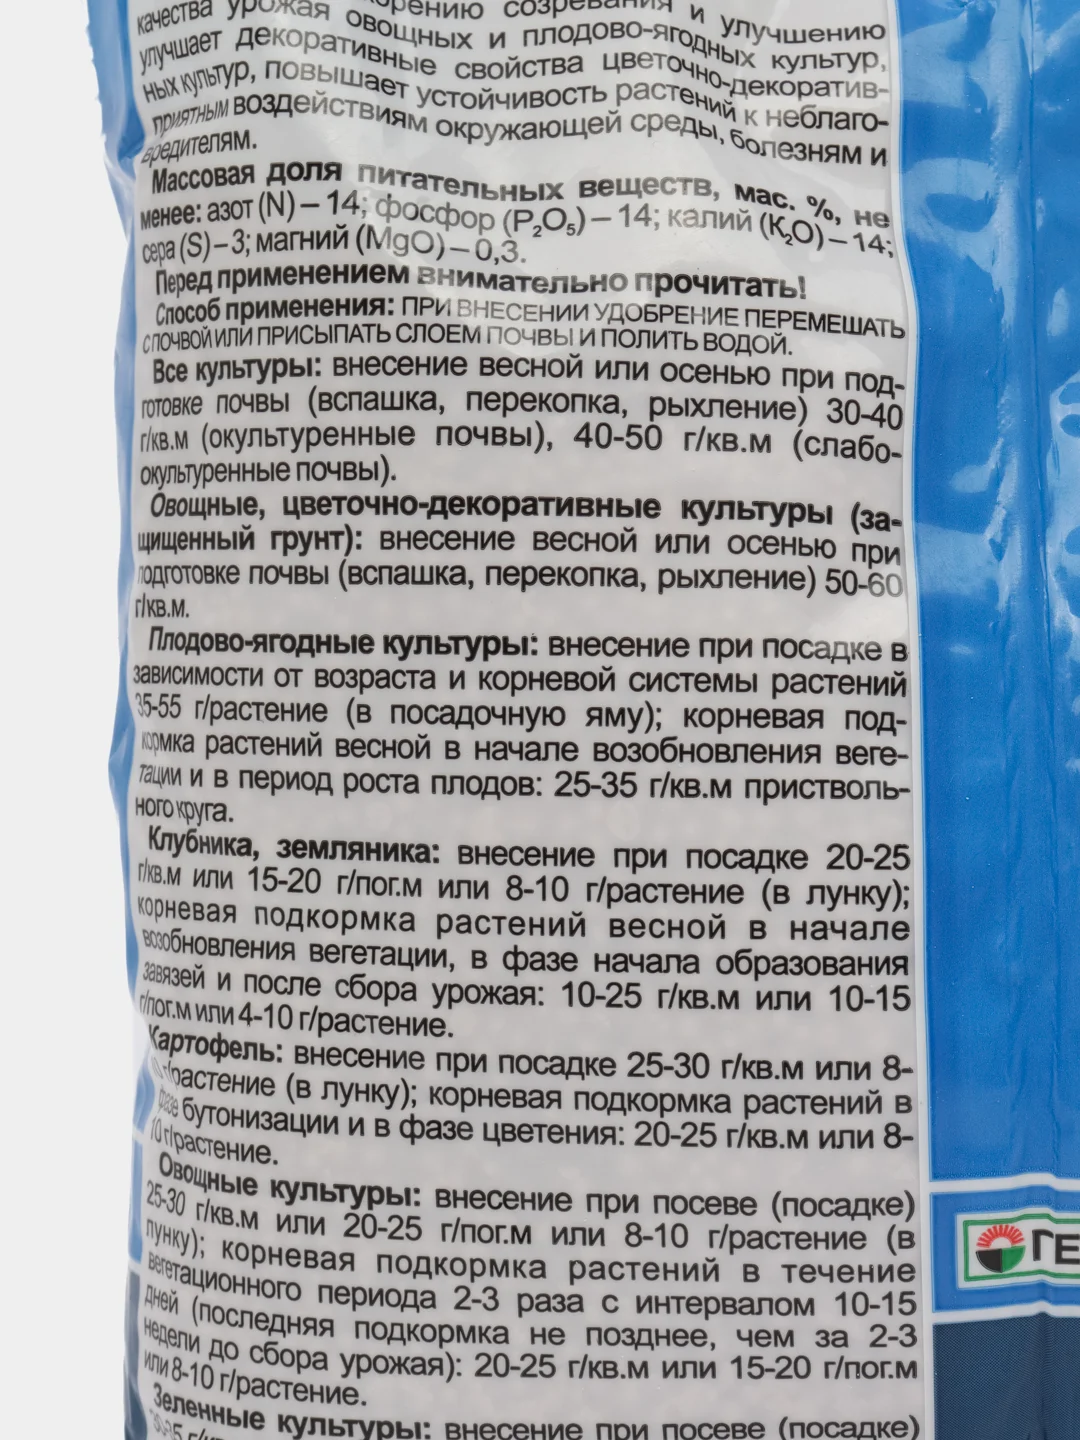 качества урожая овощных и плодово-ягодных культур,
созревания и улучшению
улучшает декоративные свойства цветочно-декоратив-
ных культур, повышает устойчивость растений к неблаго-
приятным воздействиям окружающей среды, болезням и
вредителям.
Массовая доля питательных веществ, мас. %, не
менее: азот (N) – 14; фосфор (P₂O₅) – 14; калий (K₂O) – 14;
сера (S) – 3; магний (MgO) – 0,3.
Перед применением внимательно прочитать!
Способ применения: ПРИ ВНЕСЕНИИ УДОБРЕНИЕ ПЕРЕМЕШАТЬ
С ПОЧВОЙ ИЛИ ПРИСЫПАТЬ СЛОЕМ ПОЧВЫ И ПОЛИТЬ ВОДОЙ.
Все культуры: внесение весной или осенью при под-
готовке почвы (вспашка, перекопка, рыхление) 30-40
г/кв.м (окультуренные почвы), 40-50 г/кв.м (слабо-
окультуренные почвы).
Овощные, цветочно-декоративные культуры (за-
щищенный грунт): внесение весной или осенью при
подготовке почвы (вспашка, перекопка, рыхление) 50-60
г/кв.м.
Плодово-ягодные культуры: внесение при посадке в
зависимости от возраста и корневой системы растений
35-55 г/растение (в посадочную яму); корневая под-
кормка растений весной в начале возобновления веге-
тации и в период роста плодов: 25-35 г/кв.м пристволь-
ного круга.
Клубника, земляника: внесение при посадке 20-25
г/кв.м или 15-20 г/пог.м или 8-10 г/растение (в лунку);
корневая подкормка растений весной в начале
возобновления вегетации, в фазе начала образования
завязей и после сбора урожая: 10-25 г/кв.м или 10-15
г/пог.м или 4-10 г/растение.
Картофель: внесение при посадке 25-30 г/кв.м или 8-
10 г/растение (в лунку); корневая подкормка растений в
фазе бутонизации и в фазе цветения: 20-25 г/кв.м или 8-
10 г/растение.
Овощные культуры: внесение при посеве (посадке)
25-30 г/кв.м или 20-25 г/пог.м или 8-10 г/растение (в
лунку); корневая подкормка растений в течение
вегетационного периода 2-3 раза с интервалом 10-15
дней (последняя подкормка не позднее, чем за 2-3
недели до сбора урожая): 20-25 г/кв.м или 15-20 г/пог.м
или 8-10 г/растение.
Зеленные культуры: внесение при посеве (посадке)
ГЕ